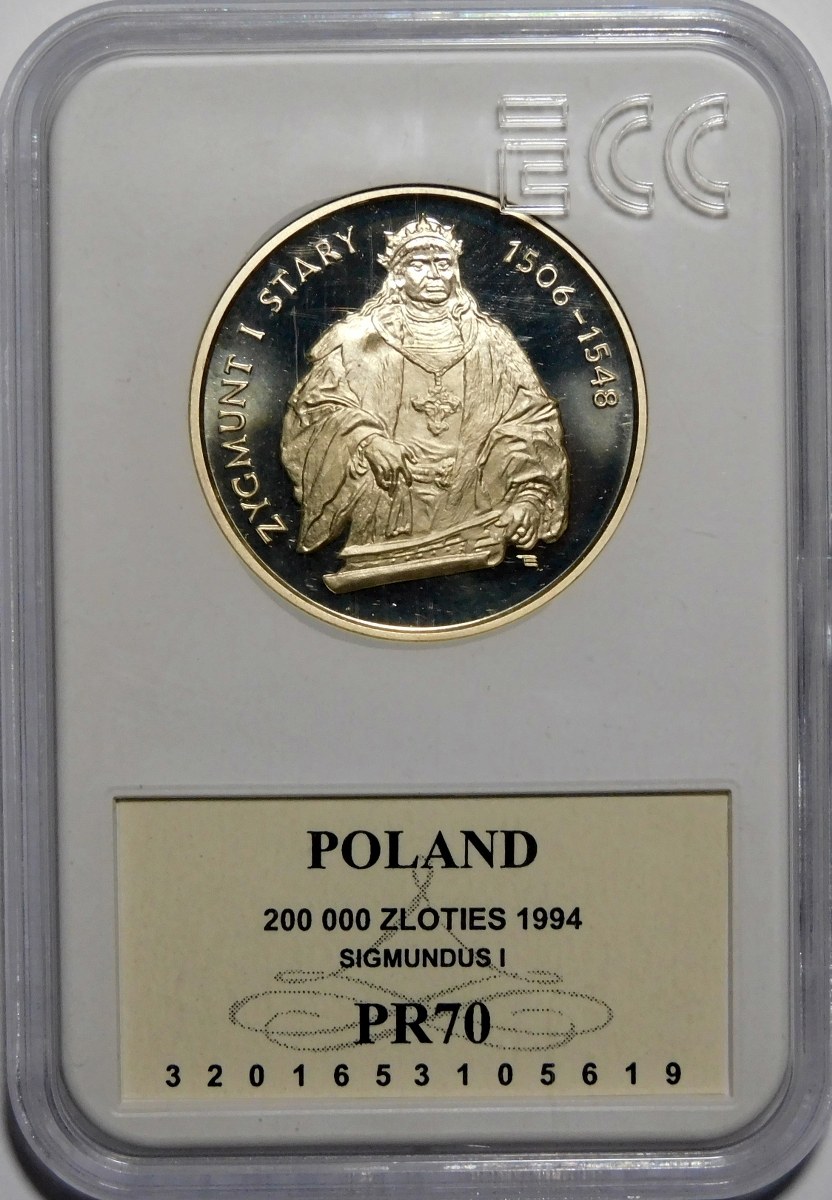 ECC
ZYGMUNT I STARY
1506-1548
POLAND
200 000 ZLOTIES 1994
SIGMUNDUS I
PR70
3 2 0 1 6 5 3 1 0 5 6 1 9